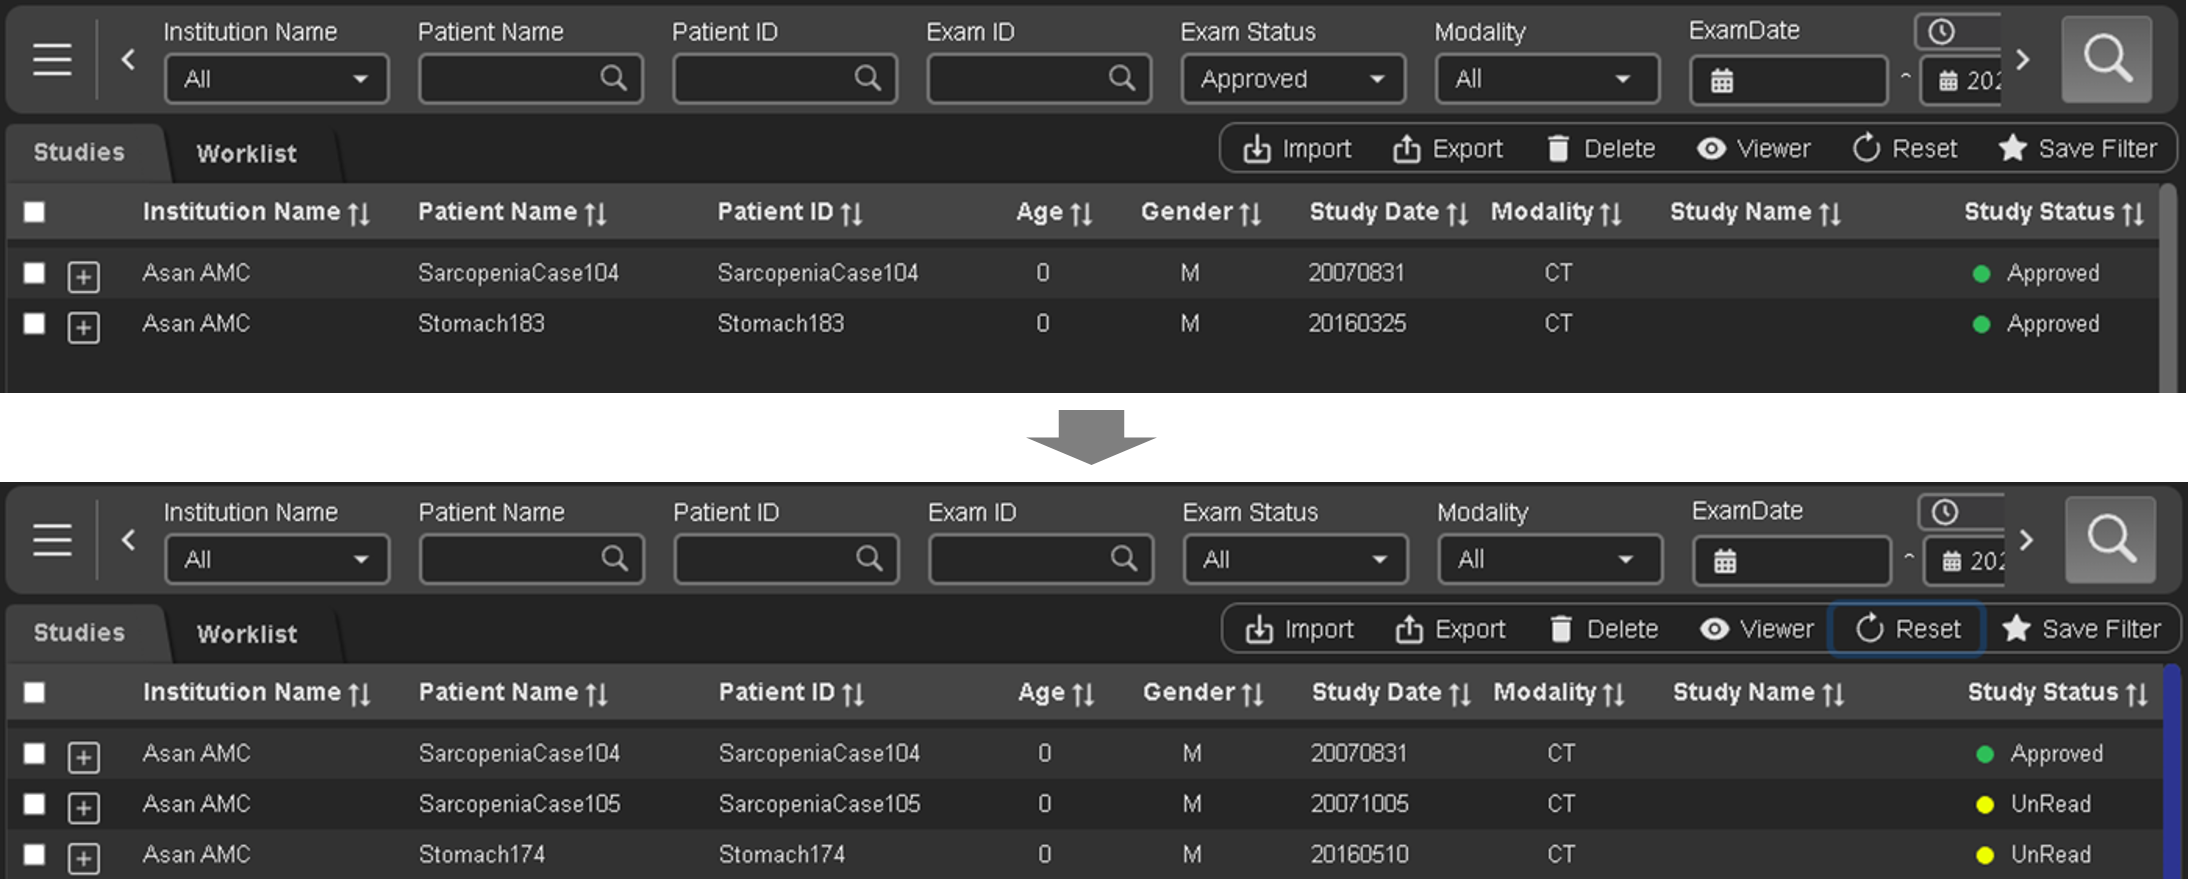 Institution Name Patient Name Patient ID Exam ID Exam Status Modality ExamDate
All Approved All ~ 202
Studies Worklist Import Export Delete Viewer Reset Save Filter
Institution Name Patient Name Patient ID Age Gender Study Date Modality Study Name Study Status
Asan AMC SarcopeniaCase104 SarcopeniaCase104 0 M 20070831 CT Approved
Asan AMC Stomach183 Stomach183 0 M 20160325 CT Approved
Institution Name Patient Name Patient ID Exam ID Exam Status Modality ExamDate
All All All ~ 202
Studies Worklist Import Export Delete Viewer Reset Save Filter
Institution Name Patient Name Patient ID Age Gender Study Date Modality Study Name Study Status
Asan AMC SarcopeniaCase104 SarcopeniaCase104 0 M 20070831 CT Approved
Asan AMC SarcopeniaCase105 SarcopeniaCase105 0 M 20071005 CT UnRead
Asan AMC Stomach174 Stomach174 0 M 20160510 CT UnRead